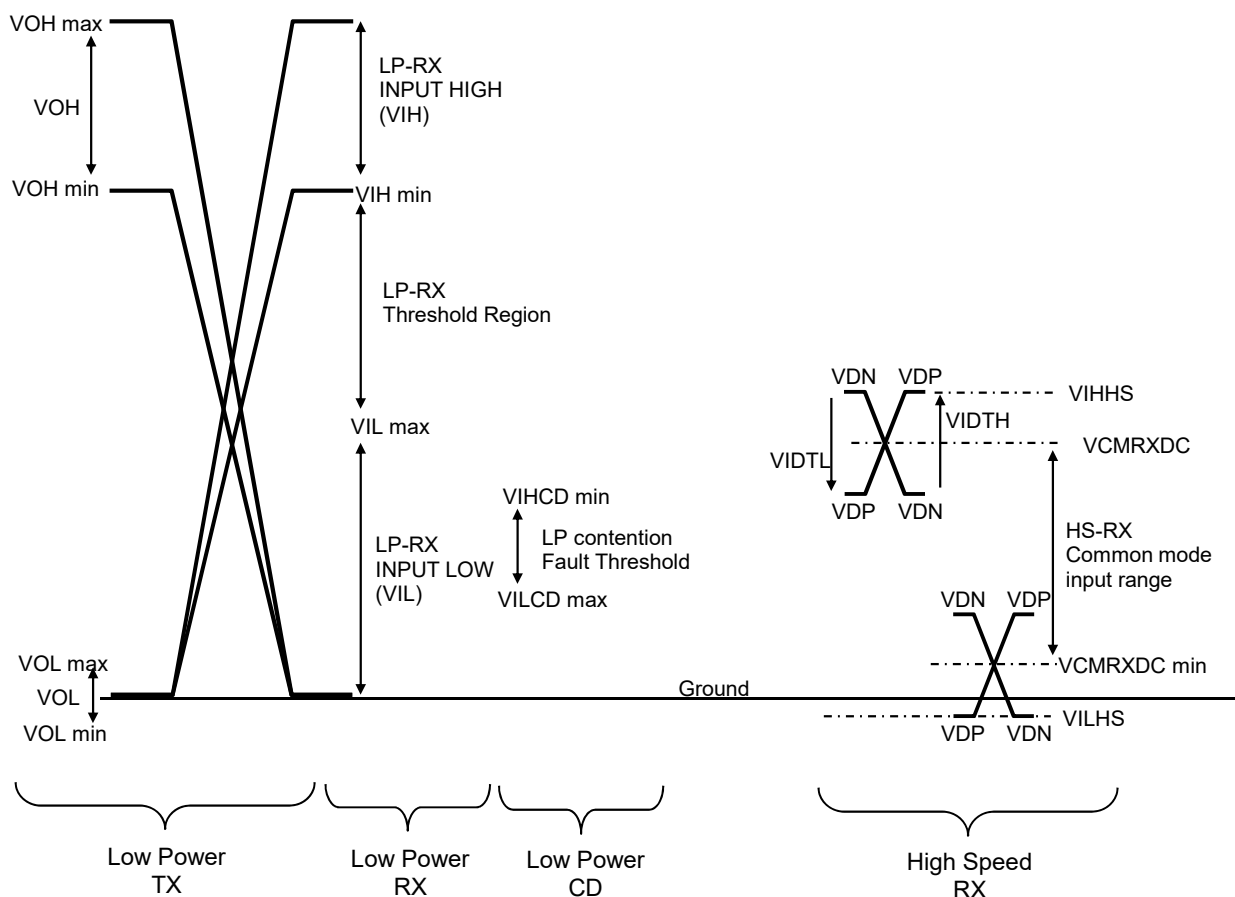 VOH max
VOH
VOH min
LP-RX
INPUT HIGH
(VIH)
VIH min
LP-RX
Threshold Region
VIL max
LP-RX
INPUT LOW
(VIL)
VIHCD min
LP contention
Fault Threshold
VILCD max
VOL max
VOL
VOL min
Ground
VDN
VDP
VIHHS
VIDTH
VCMRXDC
VIDTL
VDP
VDN
HS-RX
Common mode
input range
VDN
VDP
VCMRXDC min
VILHS
VDP
VDN
Low Power
TX
Low Power
RX
Low Power
CD
High Speed
RX